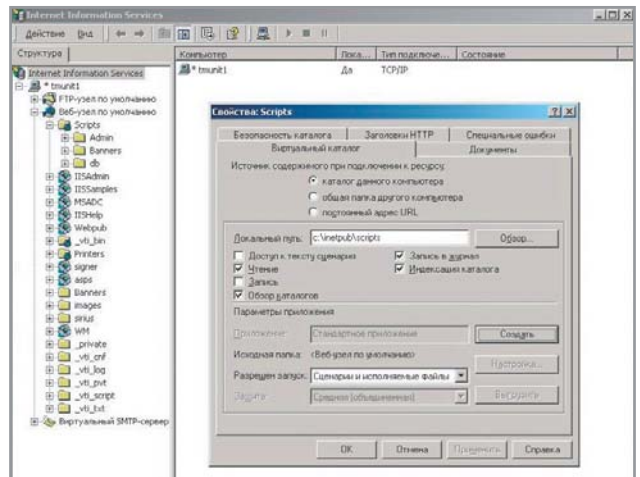 Internet Information Services
Действие Вид
Структура
Компьютер Пока... Тип подключе... Состояние
* tmunit1 Да TCP/IP
Internet Information Services
* tmunit1
FTP-узел по умолчанию
Веб-узел по умолчанию
Scripts
Admin
Banners
db
IISAdmin
IISSamples
MSADC
IISHelp
Webpub
_vti_bin
Printers
signer
asps
Banners
images
sirius
WM
_private
_vti_cnf
_vti_log
_vti_pvt
_vti_script
_vti_txt
Виртуальный SMTP-сервер
Свойства: Scripts
Безопасность каталога Заголовки HTTP Специальные ошибки
Виртуальный каталог Документы
Источник содержимого при подключении к ресурсу:
каталог данного компьютера
общая папка другого компьютера
постоянный адрес URL
Локальный путь: c:\inetpub\scripts Обзор...
Доступ к тексту сценария Запись в журнал
Чтение Индексация каталога
Запись
Обзор каталогов
Параметры приложения
Приложение: Стандартное приложение Создать
Исходная папка: <Веб-узел по умолчанию>
Настройка...
Разрешен запуск: Сценарии и исполняемые файлы
Защита: Средняя (объединенная) Выгрузить
OK Отмена Применить Справка